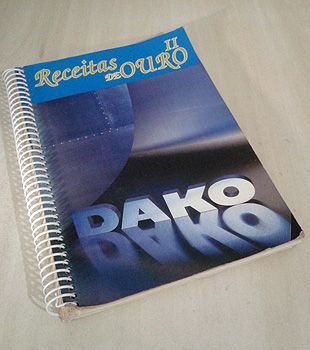 Receitas II
DE OURO
DAKO